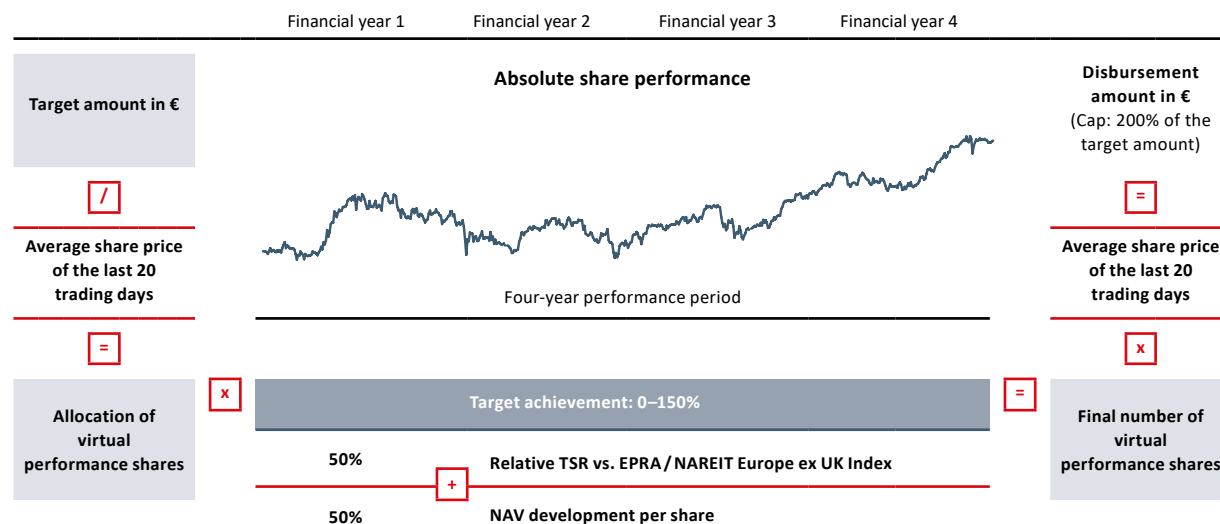 Financial year 1
Financial year 2
Financial year 3
Financial year 4
Target amount in €
/
Average share price
of the last 20
trading days
=
Allocation of
virtual
performance shares
x
Absolute share performance
Four-year performance period
Target achievement: 0–150%
50%
Relative TSR vs. EPRA / NAREIT Europe ex UK Index
+
50%
NAV development per share
=
Disbursement
amount in €
(Cap: 200% of the
target amount)
=
Average share price
of the last 20
trading days
x
Final number of
virtual
performance shares